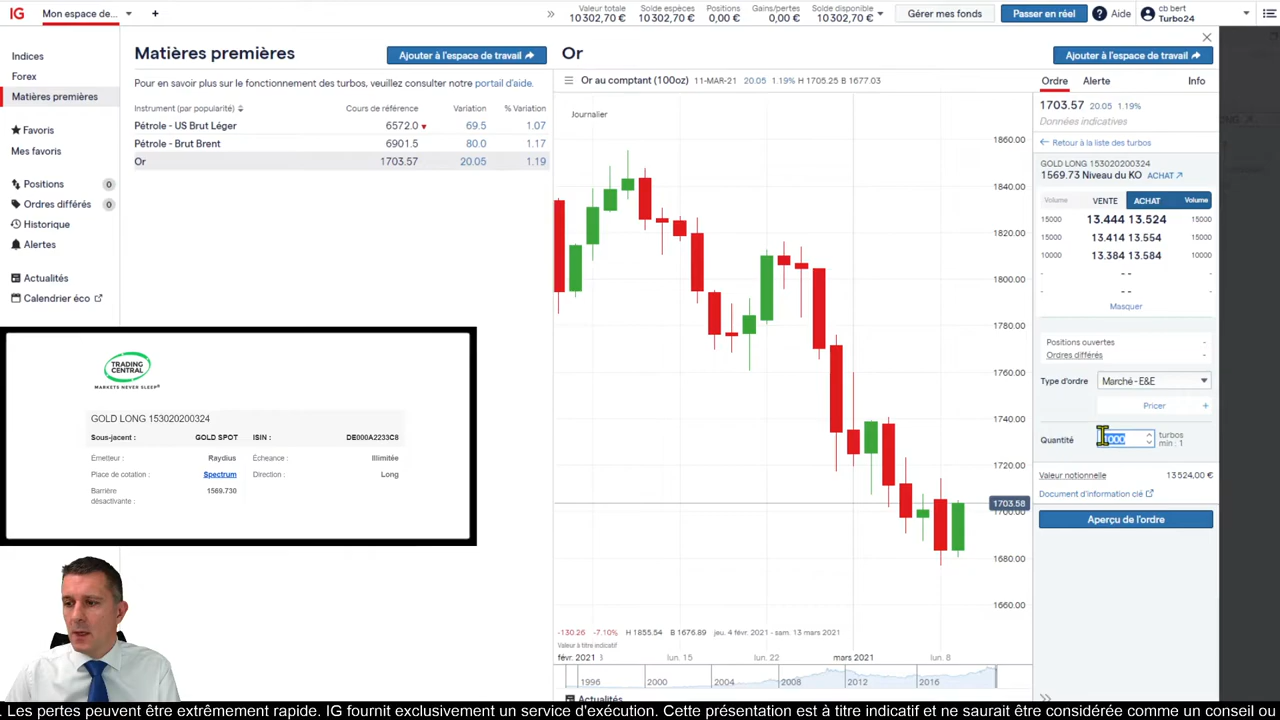 IG
Mon espace de...
+
Valeur totale
10 302,70 €
Solde espèces
10 302,70 €
Positions
0,00 €
Gains/pertes
0,00 €
Solde disponible
10 302,70 €
Gérer mes fonds
Passer en réel
? Aide
cb bert
Turbo24
Indices
Forex
Matières premières
Favoris
Mes favoris
Positions 0
Ordres différés 0
Historique
Alertes
Actualités
Calendrier éco
Matières premières
Ajouter à l'espace de travail
Pour en savoir plus sur le fonctionnement des turbos, veuillez consulter notre portail d'aide.
Instrument (par popularité) Cours de référence Variation % Variation
Pétrole - US Brut Léger 6572.0 69.5 1.07
Pétrole - Brut Brent 6901.5 80.0 1.17
Or 1703.57 20.05 1.19
Or
Ajouter à l'espace de travail
Or au comptant (100oz) 11-MAR-21 20.05 1.19% H 1705.25 B 1677.03
Journalier
1860.00
1840.00
1820.00
1800.00
1780.00
1760.00
1740.00
1720.00
1703.58
1700.00
1680.00
1660.00
-130.26 -7.10% H 1855.54 B 1676.89 jeu. 4 févr. 2021 - sam. 13 mars 2021
Valeur à titre indicatif
févr. 2021 lun. 15 lun. 22 mars 2021 lun. 8
1996 2000 2004 2008 2012 2016
Actualités
Ordre Alerte Info
1703.57 20.05 1.19%
Données indicatives
Retour à la liste des turbos
GOLD LONG 153020200324
1569.73 Niveau du KO ACHAT
Volume VENTE ACHAT Volume
15000 13.444 13.524 15000
15000 13.414 13.554 15000
10000 13.384 13.584 10000
- - - -
- - - -
Masquer
Positions ouvertes -
Ordres différés -
Type d'ordre Marché - E&E
Pricer +
Quantité 1000 turbos
min : 1
Valeur notionnelle 13 524,00 €
Document d'information clé
Aperçu de l'ordre
TRADING
CENTRAL
MARKETS NEVER SLEEP®
GOLD LONG 153020200324
Sous-jacent : GOLD SPOT ISIN : DE000A2233C8
Émetteur : Raydius Échéance : Illimitée
Place de cotation : Spectrum Direction : Long
Barrière désactivante : 1569.730
. Les pertes peuvent être extrêmement rapide. IG fournit exclusivement un service d'exécution. Cette présentation est à titre indicatif et ne saurait être considérée comme un conseil ou